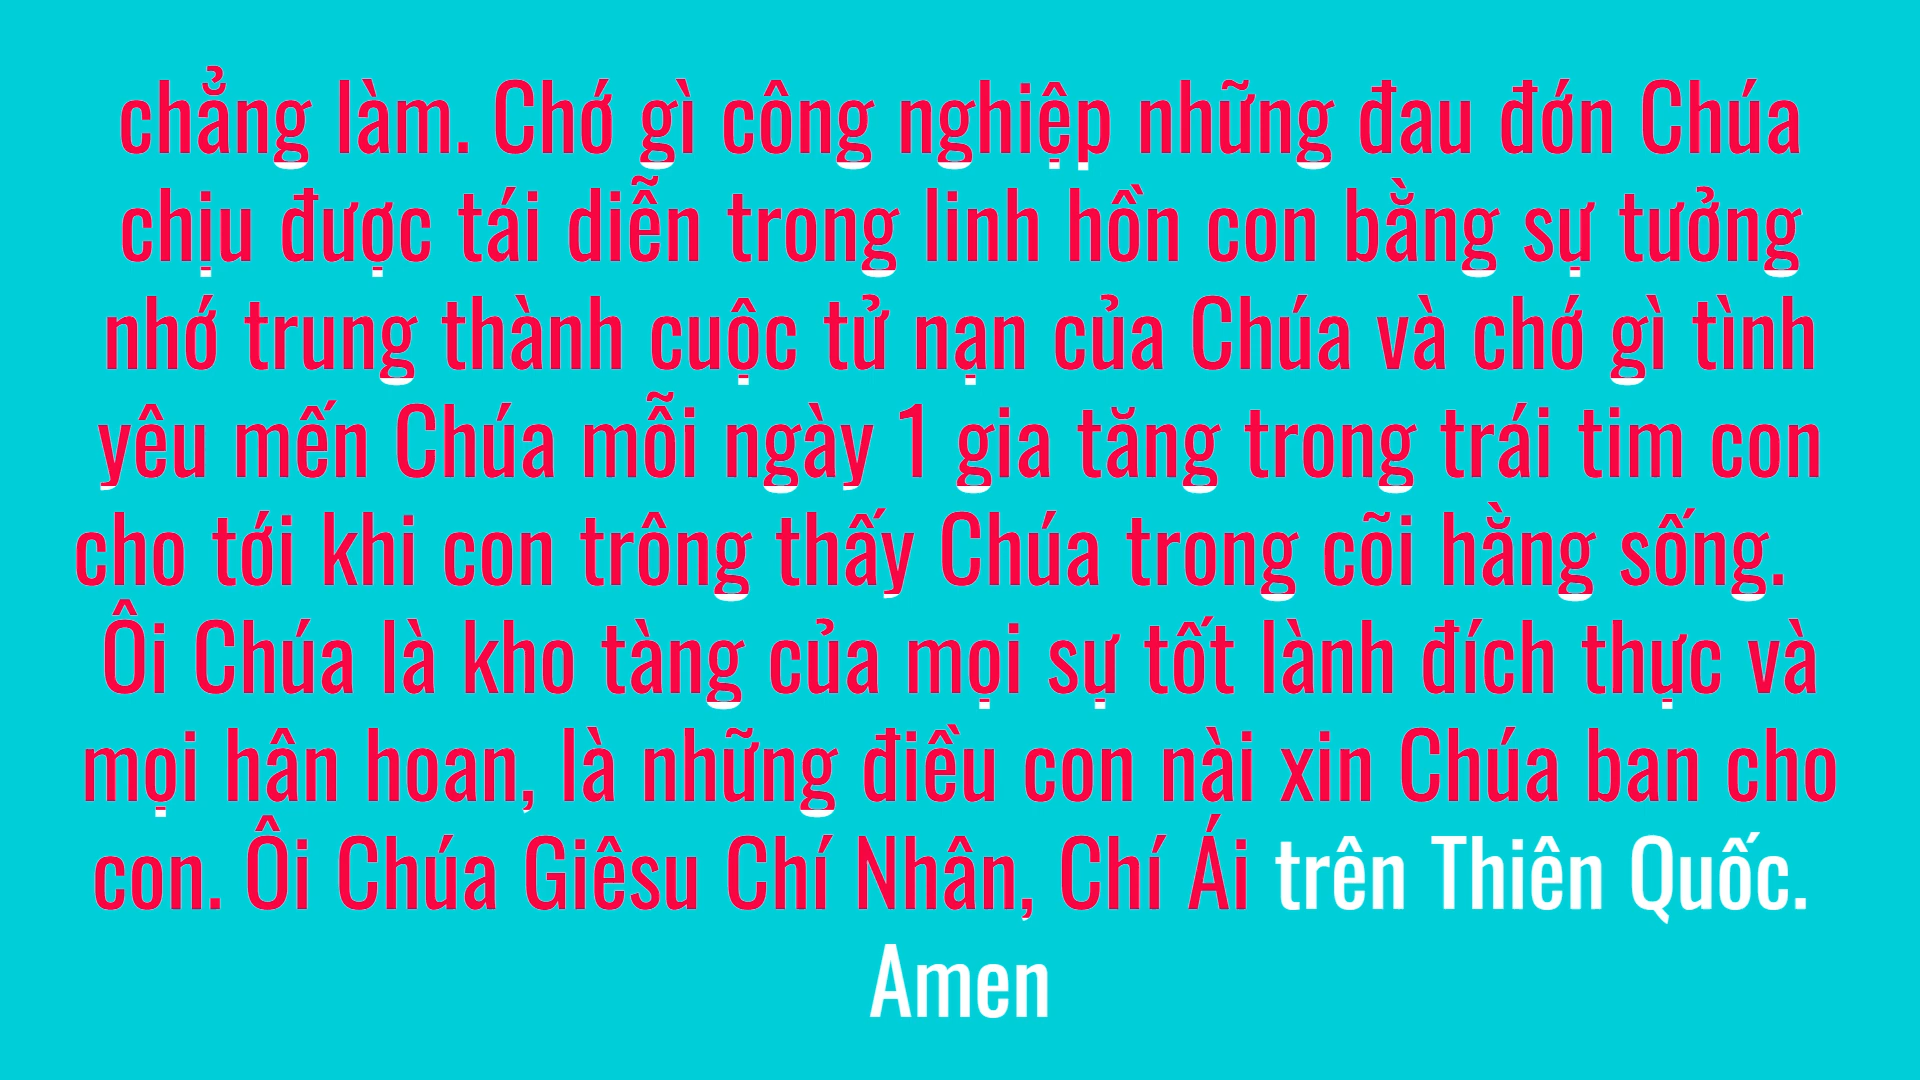 chẳng làm. Chớ gì công nghiệp những đau đớn Chúa
chịu được tái diễn trong linh hồn con bằng sự tưởng
nhớ trung thành cuộc tử nạn của Chúa và chớ gì tình
yêu mến Chúa mỗi ngày 1 gia tăng trong trái tim con
cho tới khi con trông thấy Chúa trong cõi hằng sống.
Ôi Chúa là kho tàng của mọi sự tốt lành đích thực và
mọi hân hoan, là những điều con nài xin Chúa ban cho
con. Ôi Chúa Giêsu Chí Nhân, Chí Ái trên Thiên Quốc.
Amen